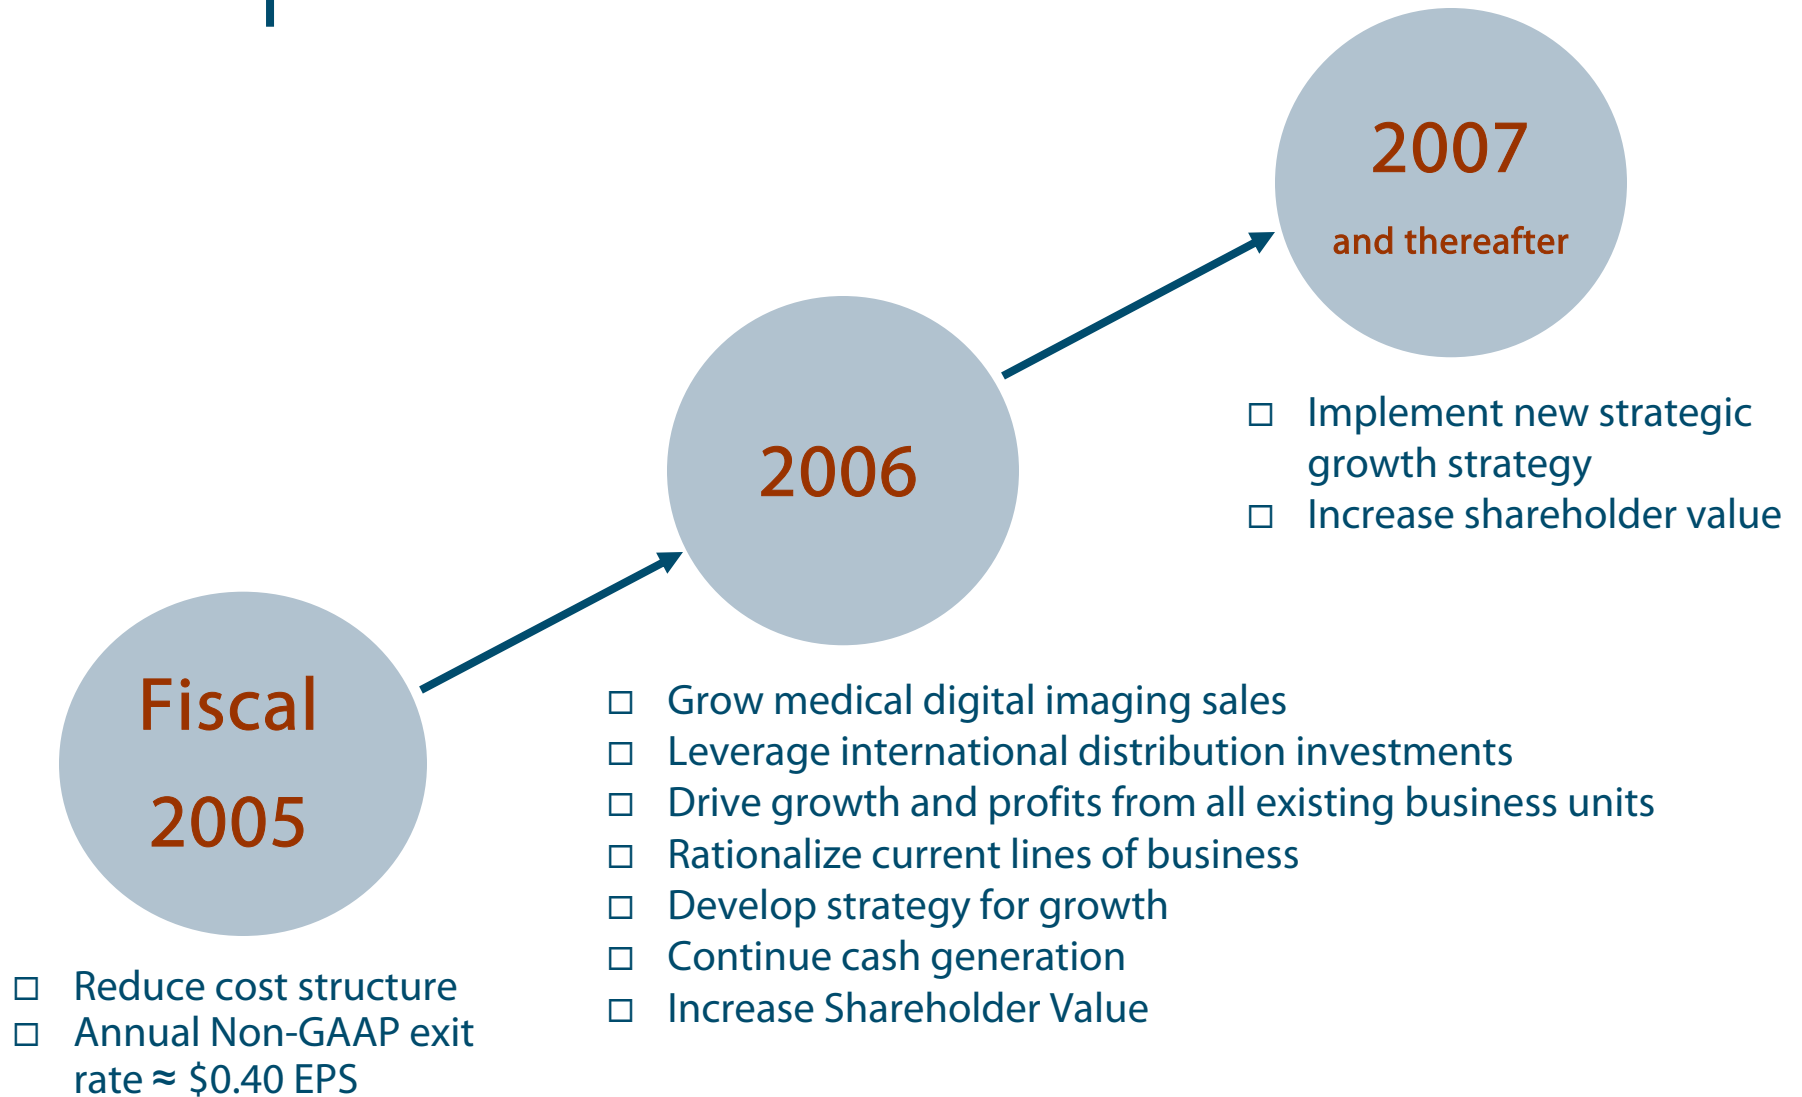 2007
and thereafter
□ Implement new strategic
growth strategy
□ Increase shareholder value
2006
□ Grow medical digital imaging sales
□ Leverage international distribution investments
□ Drive growth and profits from all existing business units
□ Rationalize current lines of business
□ Develop strategy for growth
□ Continue cash generation
□ Increase Shareholder Value
Fiscal
2005
□ Reduce cost structure
□ Annual Non-GAAP exit
rate ≈ $0.40 EPS